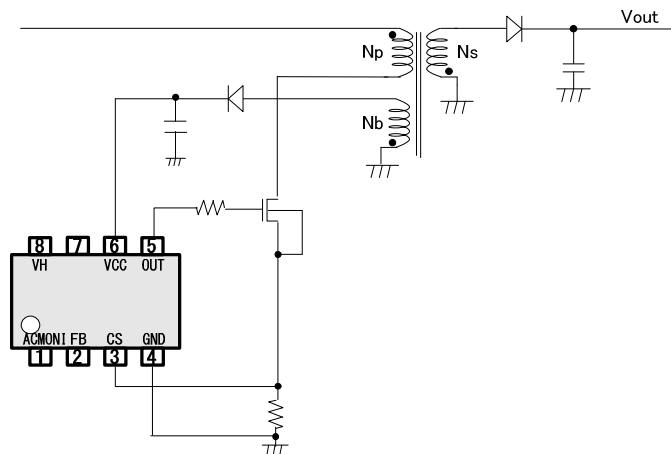 Vout
Np
Ns
Nb
8 7 6 5
VH VCC OUT
ACMONI FB CS GND
1 2 3 4